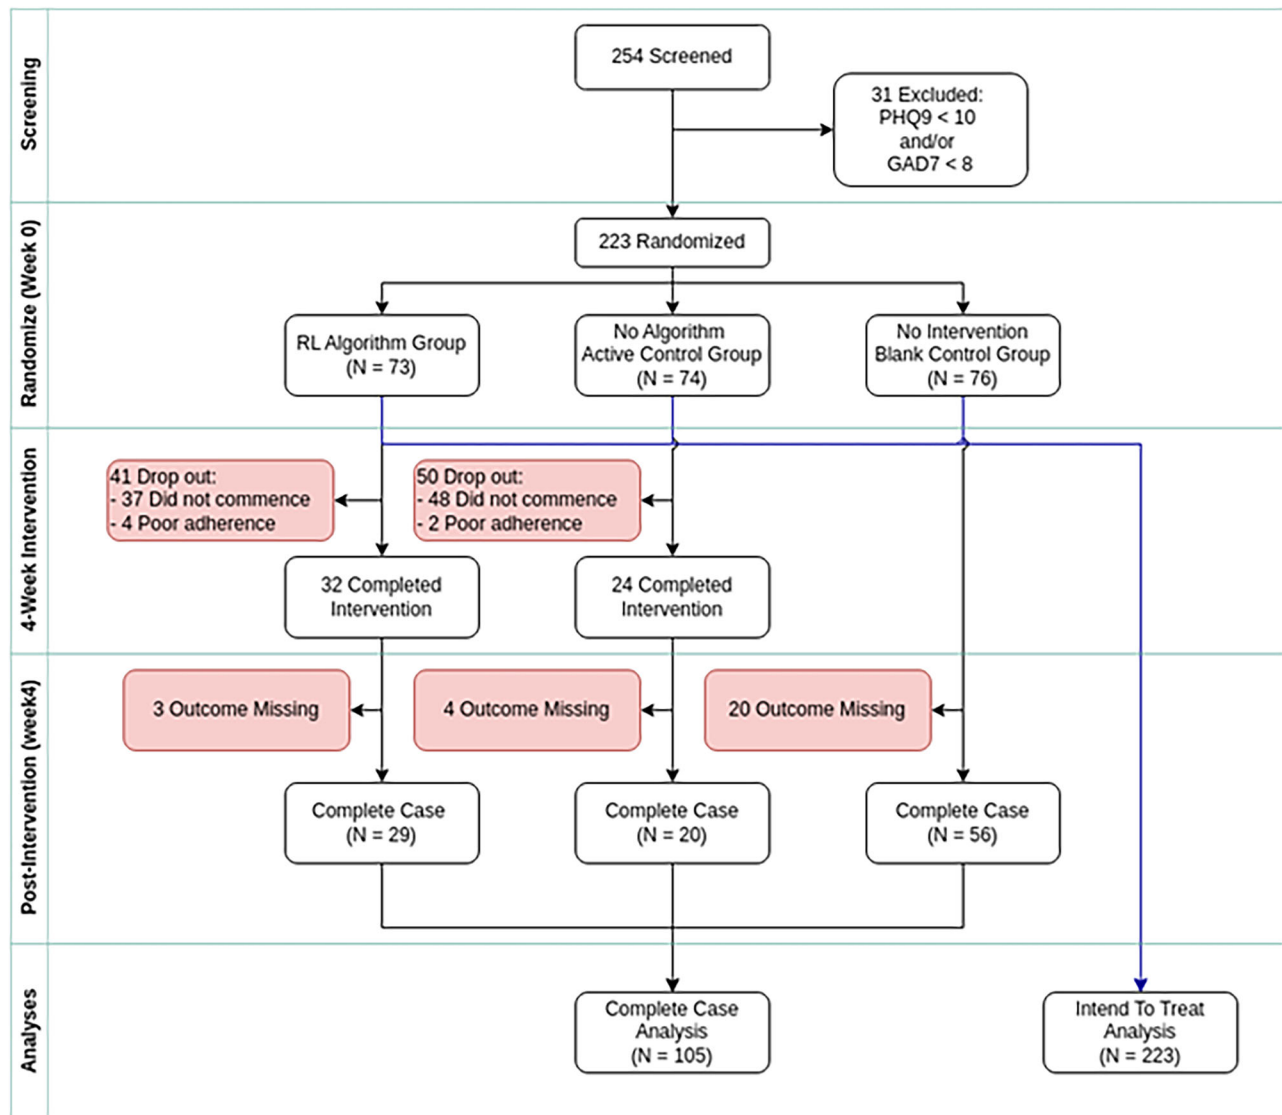 Screening
254 Screened
31 Excluded:
PHQ9 < 10
and/or
GAD7 < 8
Randomize (Week 0)
223 Randomized
RL Algorithm Group
(N = 73)
No Algorithm
Active Control Group
(N = 74)
No Intervention
Blank Control Group
(N = 76)
4-Week Intervention
41 Drop out:
- 37 Did not commence
- 4 Poor adherence
50 Drop out:
- 48 Did not commence
- 2 Poor adherence
32 Completed
Intervention
24 Completed
Intervention
Post-Intervention (week4)
3 Outcome Missing
4 Outcome Missing
20 Outcome Missing
Complete Case
(N = 29)
Complete Case
(N = 20)
Complete Case
(N = 56)
Analyses
Complete Case
Analysis
(N = 105)
Intend To Treat
Analysis
(N = 223)